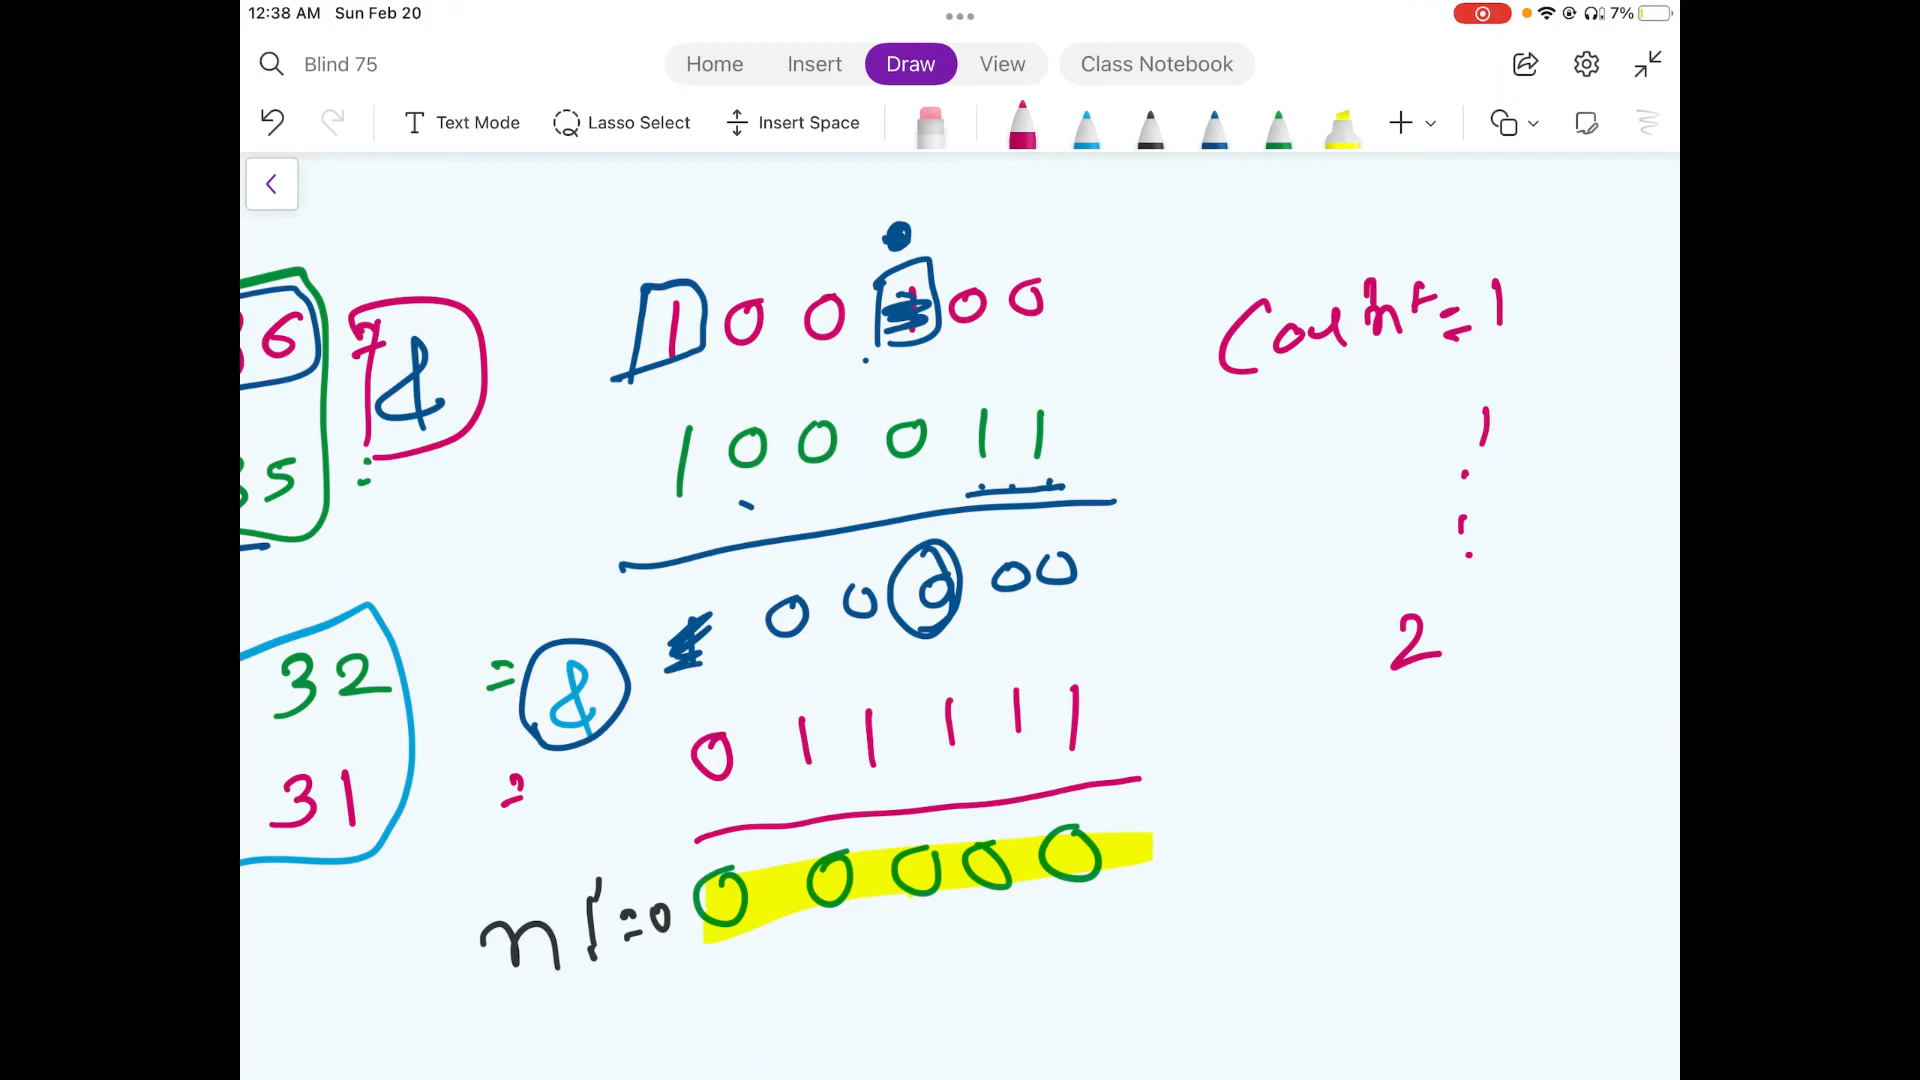 12:38 AM Sun Feb 20
7%
Blind 75
Home Insert Draw View Class Notebook
Text Mode Lasso Select Insert Space
1 0 0 1 0 0
Count = 1
6 &
1 0 0 0 1 1
1
5 =
0 0 0 0 0
32 = &
2
0 1 1 1 1 1
31 =
0 0 0 0 0
n != 0